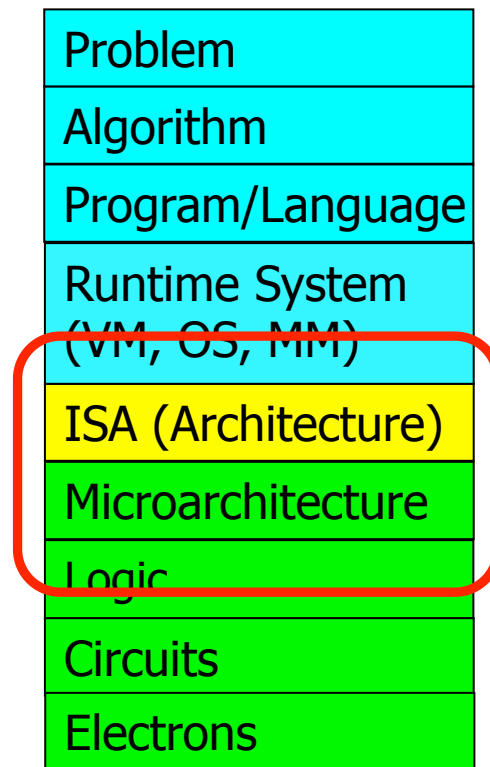 Problem
Algorithm
Program/Language
Runtime System
(VM, OS, MM)
ISA (Architecture)
Microarchitecture
Logic
Circuits
Electrons